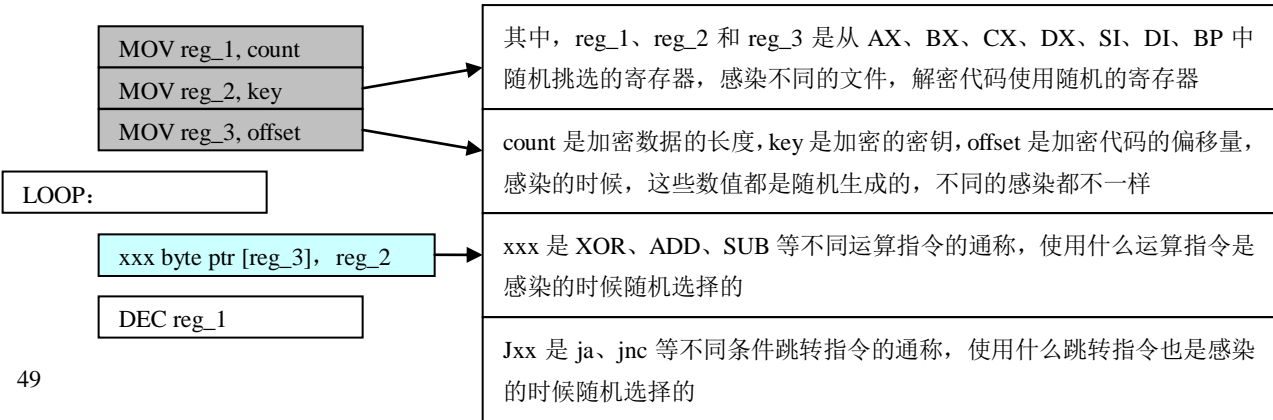 MOV reg_1, count
MOV reg_2, key
MOV reg_3, offset
LOOP：
xxx byte ptr [reg_3]，reg_2
DEC reg_1
49
其中，reg_1、reg_2 和 reg_3 是从 AX、BX、CX、DX、SI、DI、BP 中
随机挑选的寄存器，感染不同的文件，解密代码使用随机的寄存器
count 是加密数据的长度，key 是加密的密钥，offset 是加密代码的偏移量，
感染的时候，这些数值都是随机生成的，不同的感染都不一样
xxx 是 XOR、ADD、SUB 等不同运算指令的通称，使用什么运算指令是
感染的时候随机选择的
Jxx 是 ja、jnc 等不同条件跳转指令的通称，使用什么跳转指令也是感染
的时候随机选择的